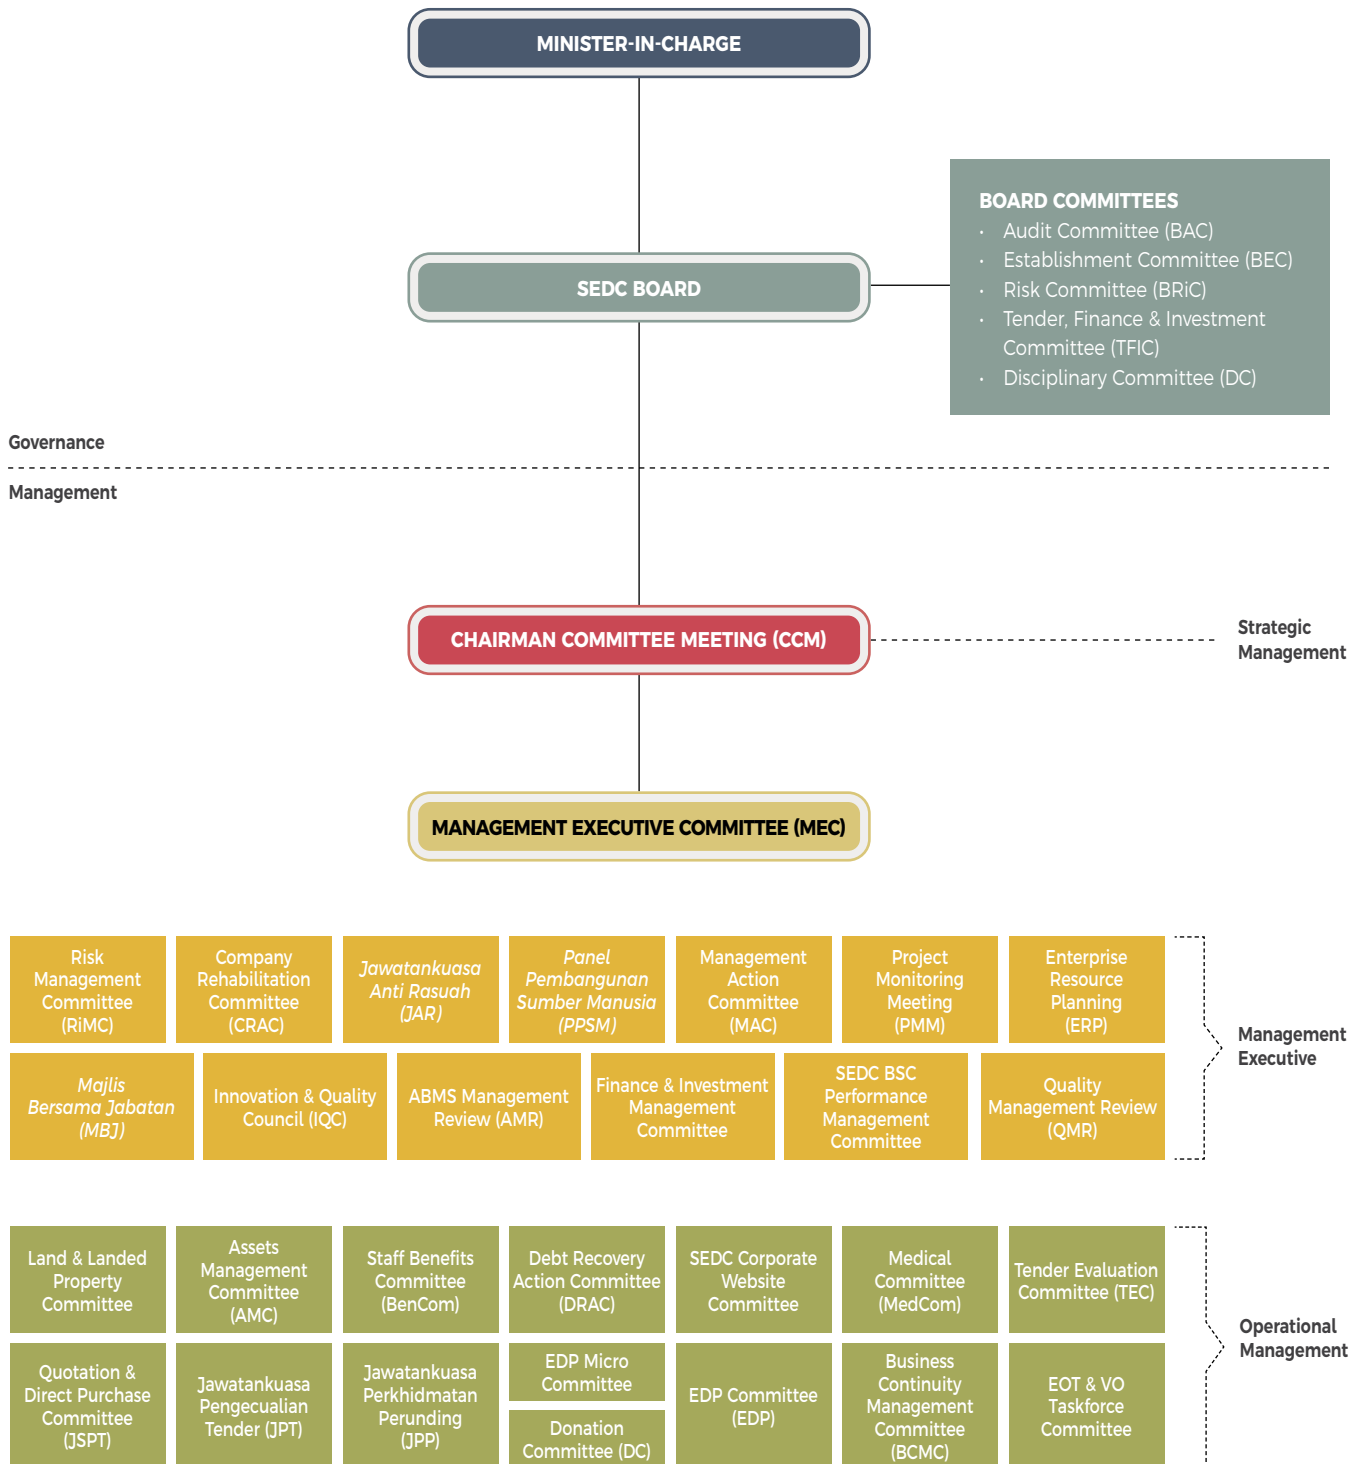 MINISTER-IN-CHARGE
BOARD COMMITTEES
• Audit Committee (BAC)
• Establishment Committee (BEC)
• Risk Committee (BRiC)
• Tender, Finance & Investment
Committee (TFIC)
• Disciplinary Committee (DC)
SEDC BOARD
Governance
Management
CHAIRMAN COMMITTEE MEETING (CCM)
Strategic
Management
MANAGEMENT EXECUTIVE COMMITTEE (MEC)
Risk
Management
Committee
(RiMC)
Company
Rehabilitation
Committee
(CRAC)
Jawatankuasa
Anti Rasuah
(JAR)
Panel
Pembangunan
Sumber Manusia
(PPSM)
Management
Action
Committee
(MAC)
Project
Monitoring
Meeting
(PMM)
Enterprise
Resource
Planning
(ERP)
Majlis
Bersama Jabatan
(MBJ)
Innovation & Quality
Council (IQC)
ABMS Management
Review (AMR)
Finance & Investment
Management
Committee
SEDC BSC
Performance
Management
Committee
Quality
Management Review
(QMR)
Management
Executive
Land & Landed
Property
Committee
Assets
Management
Committee
(AMC)
Staff Benefits
Committee
(BenCom)
Debt Recovery
Action Committee
(DRAC)
SEDC Corporate
Website
Committee
Medical
Committee
(MedCom)
Tender Evaluation
Committee (TEC)
Quotation &
Direct Purchase
Committee
(JSPT)
Jawatankuasa
Pengecualian
Tender (JPT)
Jawatankuasa
Perkhidmatan
Perunding
(JPP)
EDP Micro
Committee
Donation
Committee (DC)
EDP Committee
(EDP)
Business
Continuity
Management
Committee
(BCMC)
EOT & VO
Taskforce
Committee
Operational
Management